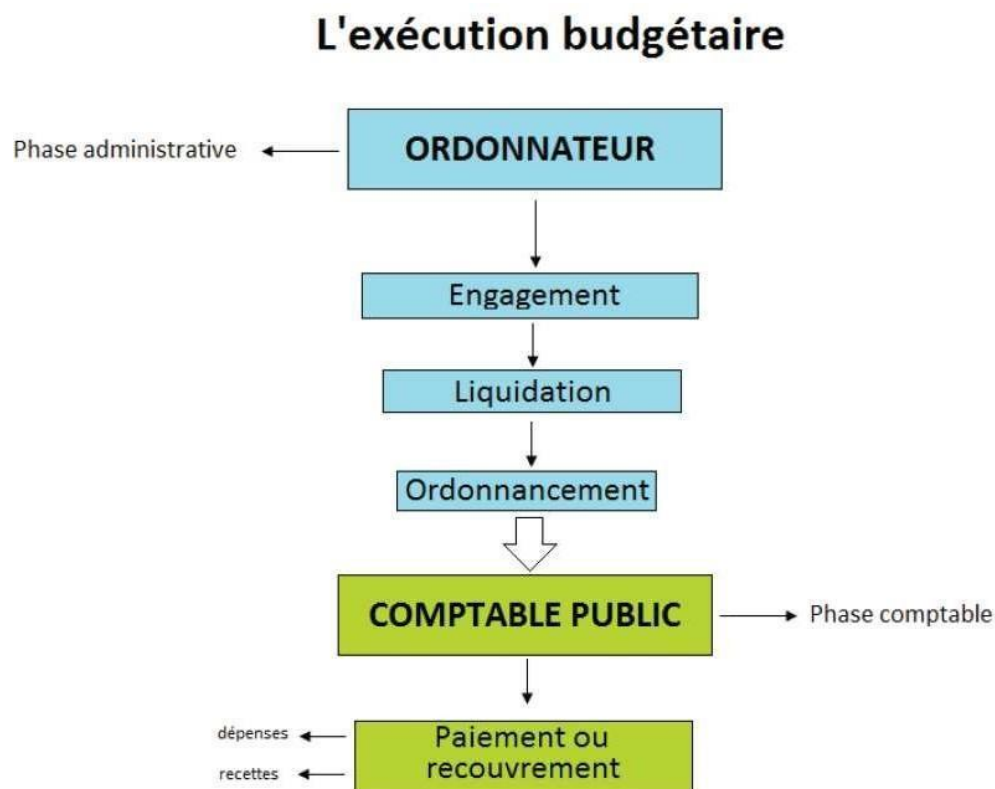 L'exécution budgétaire
Phase administrative
ORDONNATEUR
Engagement
Liquidation
Ordonnancement
COMPTABLE PUBLIC
Phase comptable
dépenses
recettes
Paiement ou
recouvrement